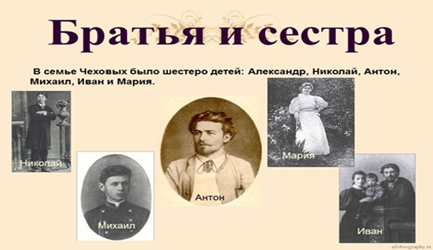 Братья и сестра
В семье Чеховых было шестеро детей: Александр, Николай, Антон,
Михаил, Иван и Мария.
Николай
Мария
Антон
Михаил
Иван